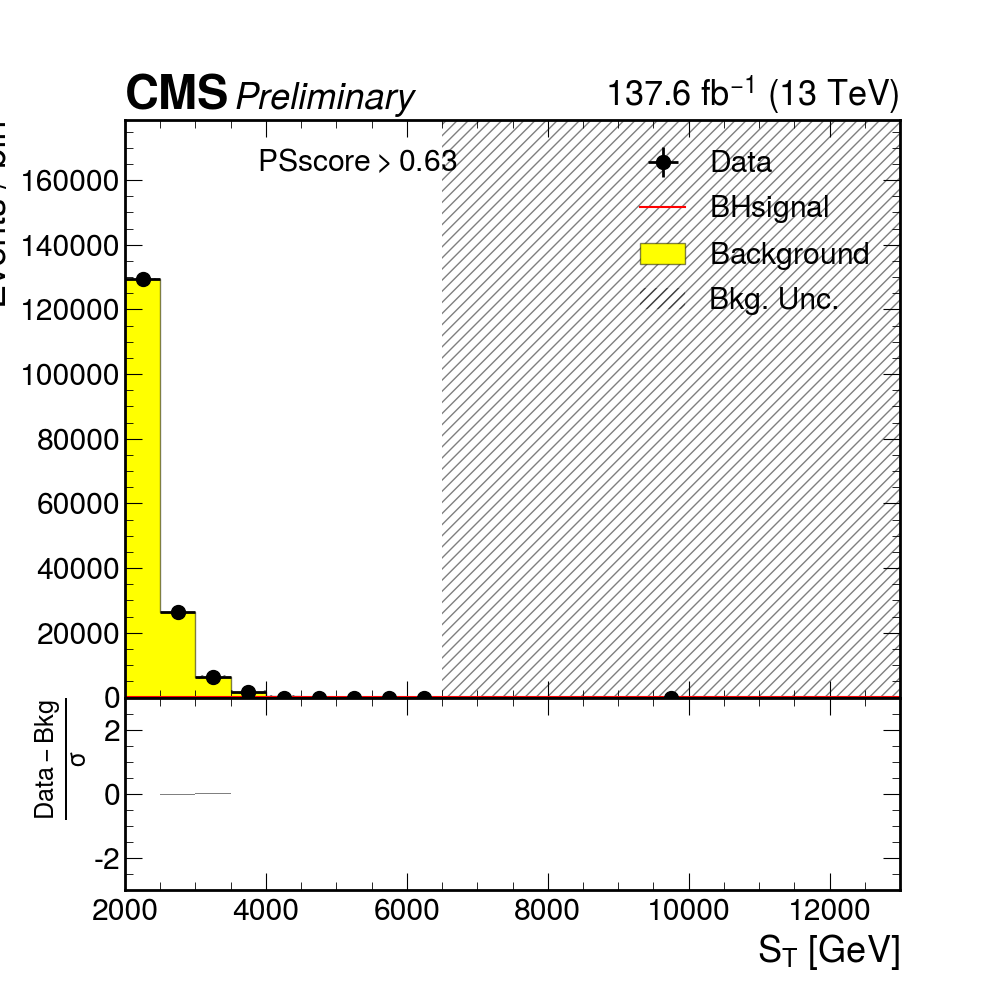 CMS Preliminary
137.6 fb⁻¹ (13 TeV)
PSscore > 0.63
Data
BHsignal
Background
Bkg. Unc.
160000
140000
120000
100000
80000
60000
40000
20000
0
Data – Bkg
σ
2
0
-2
2000 4000 6000 8000 10000 12000
S_T [GeV]